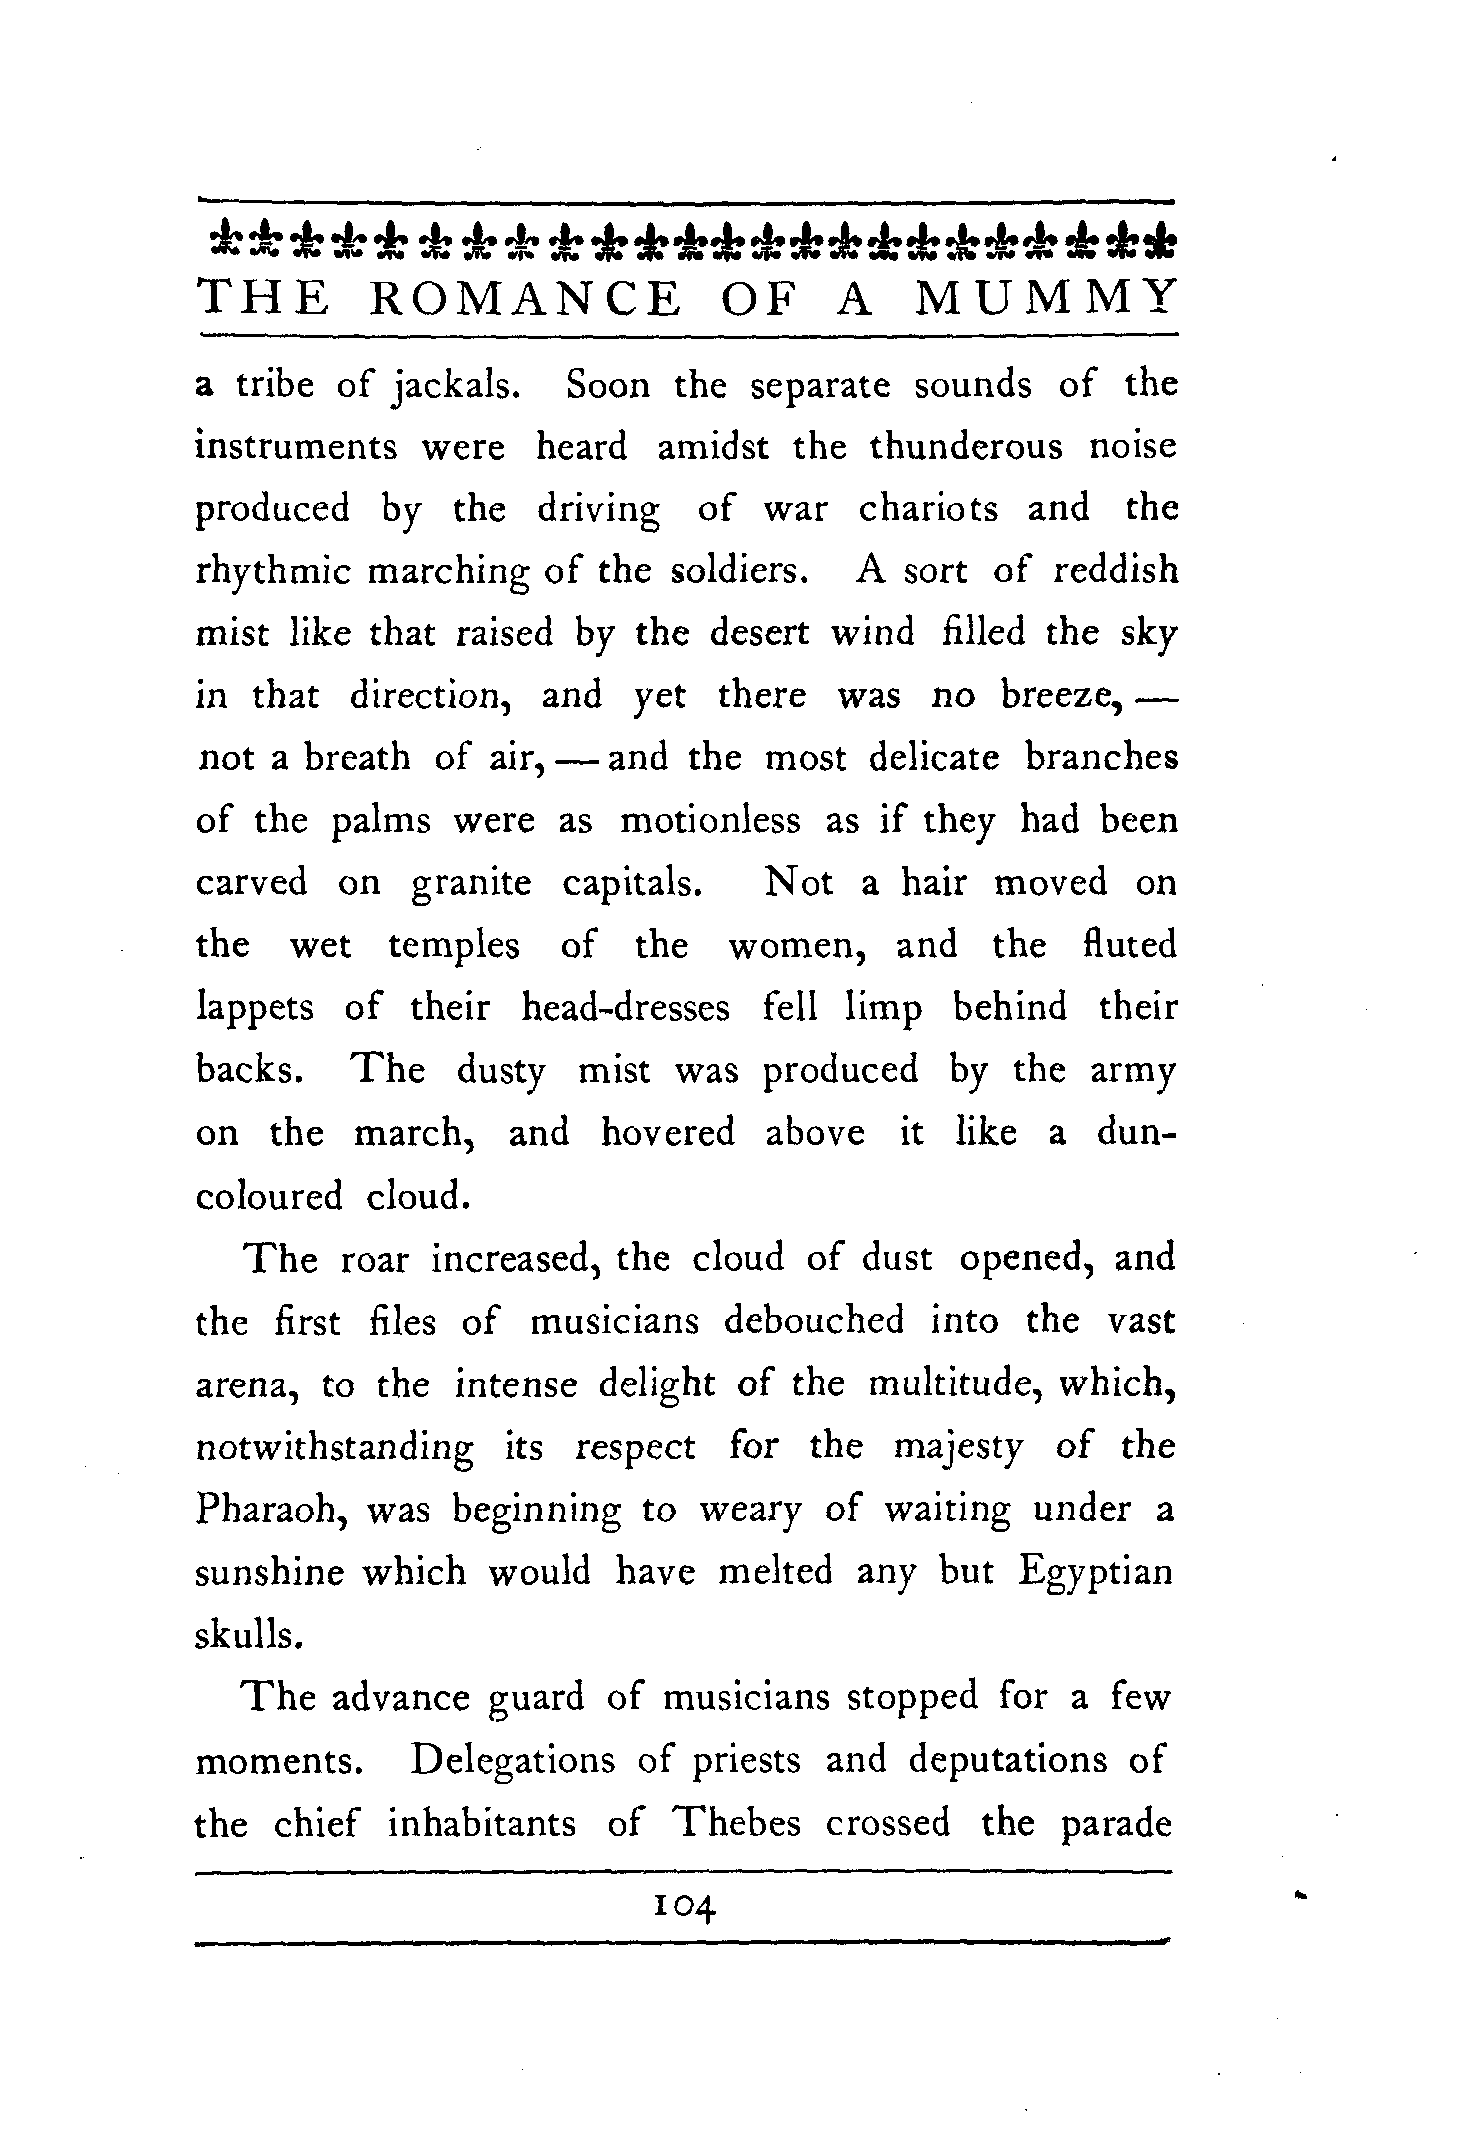 THE ROMANCE OF A MUMMY
a tribe of jackals. Soon the separate sounds of the
instruments were heard amidst the thunderous noise
produced by the driving of war chariots and the
rhythmic marching of the soldiers. A sort of reddish
mist like that raised by the desert wind filled the sky
in that direction, and yet there was no breeze, —
not a breath of air, — and the most delicate branches
of the palms were as motionless as if they had been
carved on granite capitals. Not a hair moved on
the wet temples of the women, and the fluted
lappets of their head-dresses fell limp behind their
backs. The dusty mist was produced by the army
on the march, and hovered above it like a dun-
coloured cloud.
The roar increased, the cloud of dust opened, and
the first files of musicians debouched into the vast
arena, to the intense delight of the multitude, which,
notwithstanding its respect for the majesty of the
Pharaoh, was beginning to weary of waiting under a
sunshine which would have melted any but Egyptian
skulls.
The advance guard of musicians stopped for a few
moments. Delegations of priests and deputations of
the chief inhabitants of Thebes crossed the parade
104